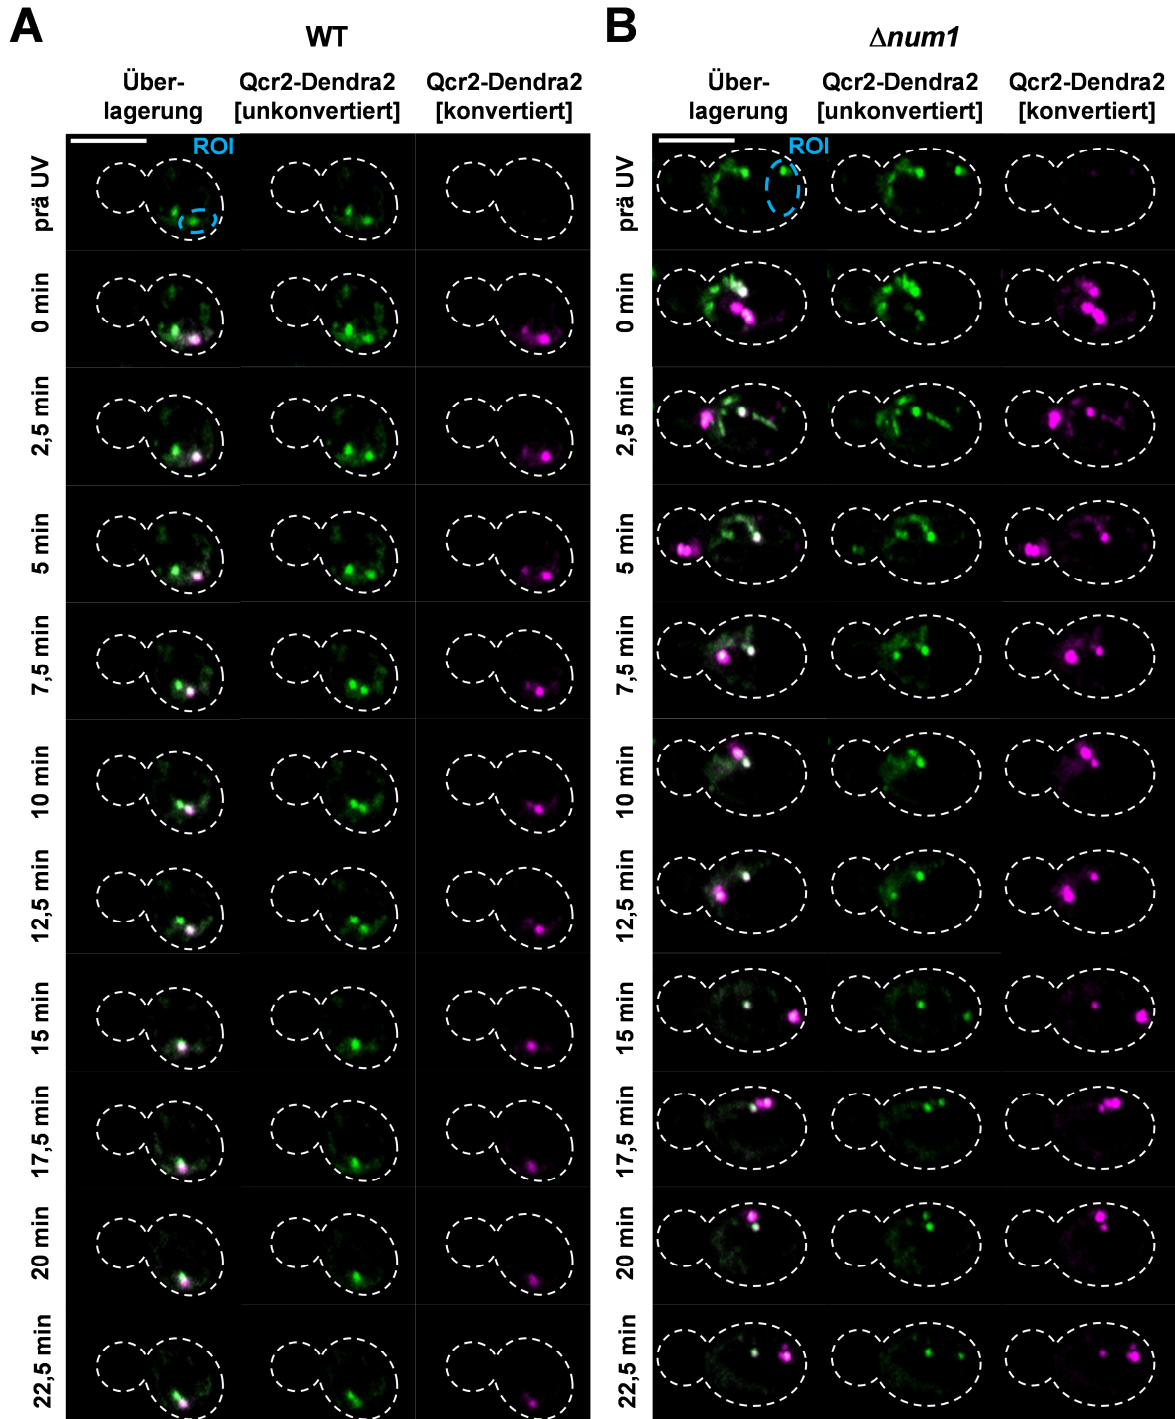 A
WT
Über-
lagerung
Qcr2-Dendra2
[unkonvertiert]
Qcr2-Dendra2
[konvertiert]
ROI
prä UV
0 min
2,5 min
5 min
7,5 min
10 min
12,5 min
15 min
17,5 min
20 min
22,5 min
B
Δnum1
Über-
lagerung
Qcr2-Dendra2
[unkonvertiert]
Qcr2-Dendra2
[konvertiert]
ROI
prä UV
0 min
2,5 min
5 min
7,5 min
10 min
12,5 min
15 min
17,5 min
20 min
22,5 min